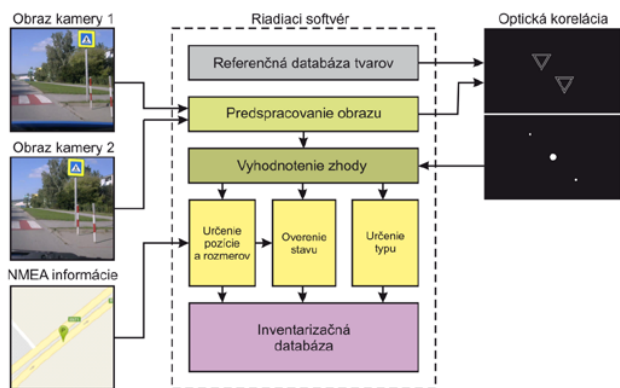 Obraz kamery 1
Riadiaci softvér
Optická korelácia
Referenčná databáza tvarov
Predspracovanie obrazu
Obraz kamery 2
Vyhodnotenie zhody
Určenie
pozície
a rozmerov
Overenie
stavu
Určenie
typu
NMEA informácie
Inventarizačná
databáza